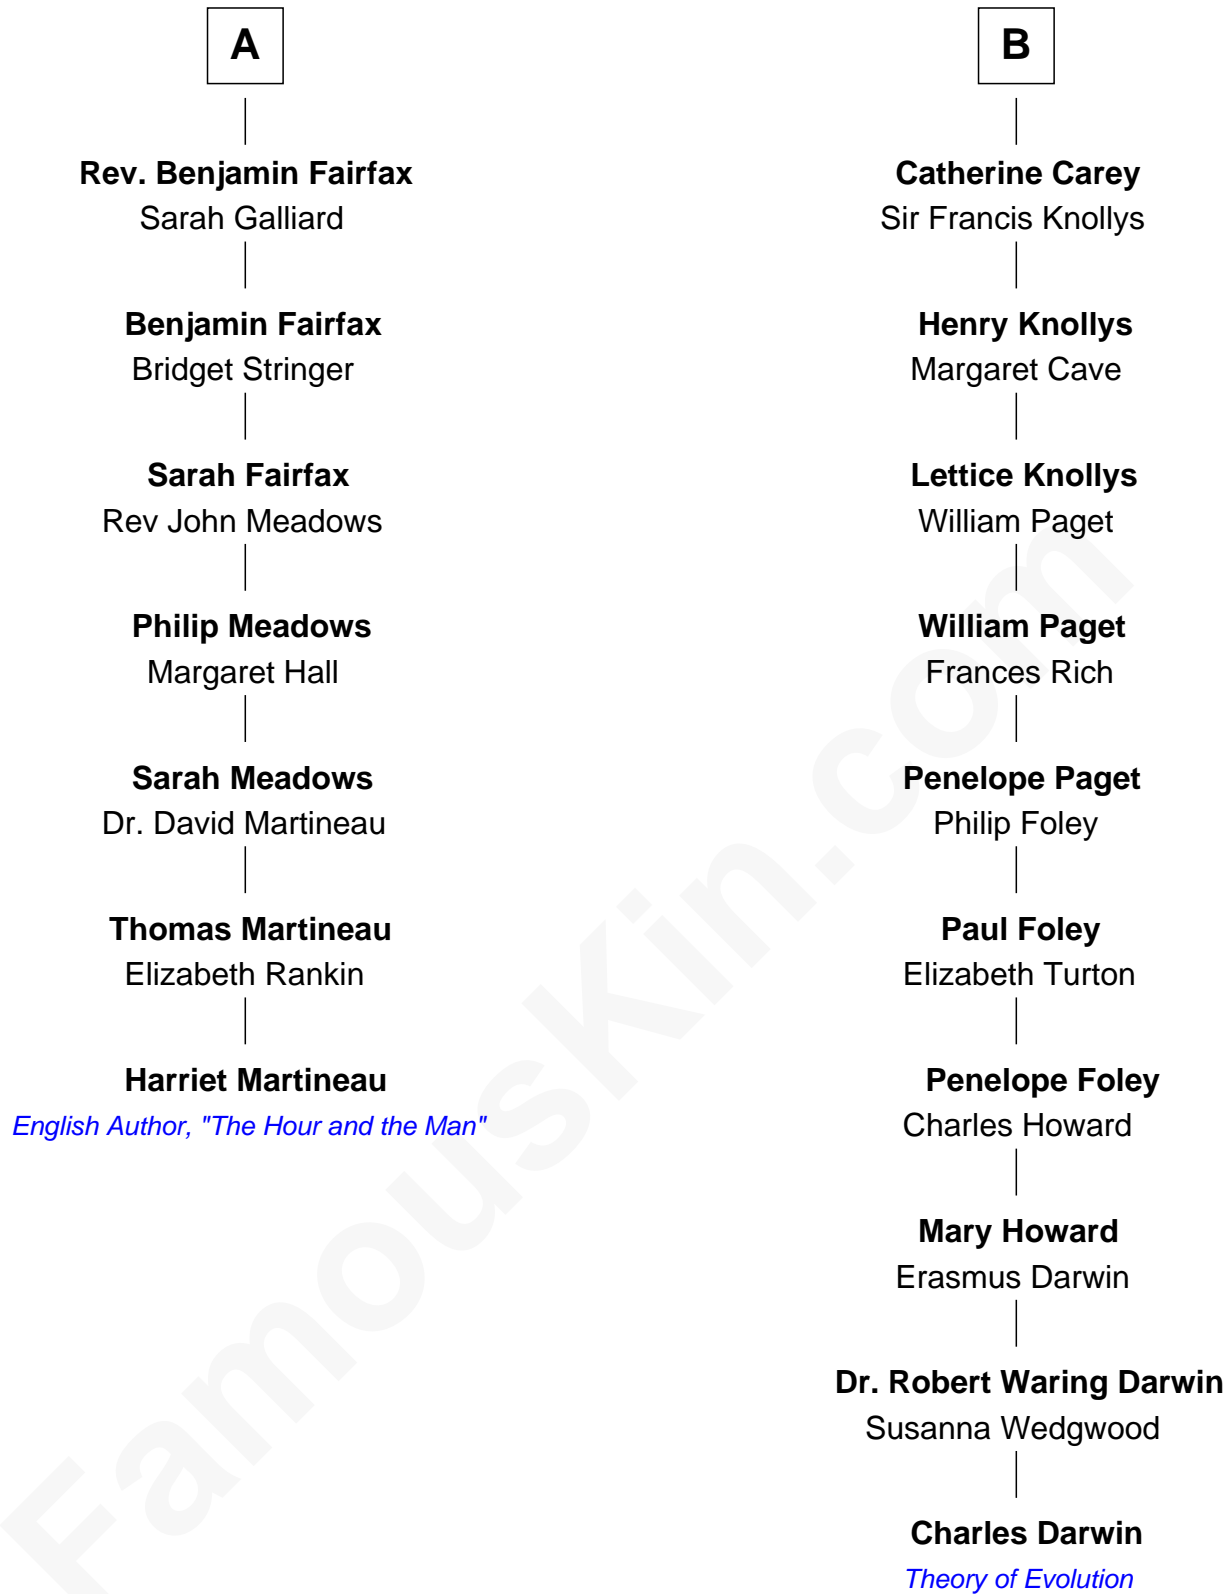 A
Rev. Benjamin Fairfax
Sarah Galliard
Benjamin Fairfax
Bridget Stringer
Sarah Fairfax
Rev John Meadows
Philip Meadows
Margaret Hall
Sarah Meadows
Dr. David Martineau
Thomas Martineau
Elizabeth Rankin
Harriet Martineau
English Author, "The Hour and the Man"
B
Catherine Carey
Sir Francis Knollys
Henry Knollys
Margaret Cave
Lettice Knollys
William Paget
William Paget
Frances Rich
Penelope Paget
Philip Foley
Paul Foley
Elizabeth Turton
Penelope Foley
Charles Howard
Mary Howard
Erasmus Darwin
Dr. Robert Waring Darwin
Susanna Wedgwood
Charles Darwin
Theory of Evolution
FamousKin.com